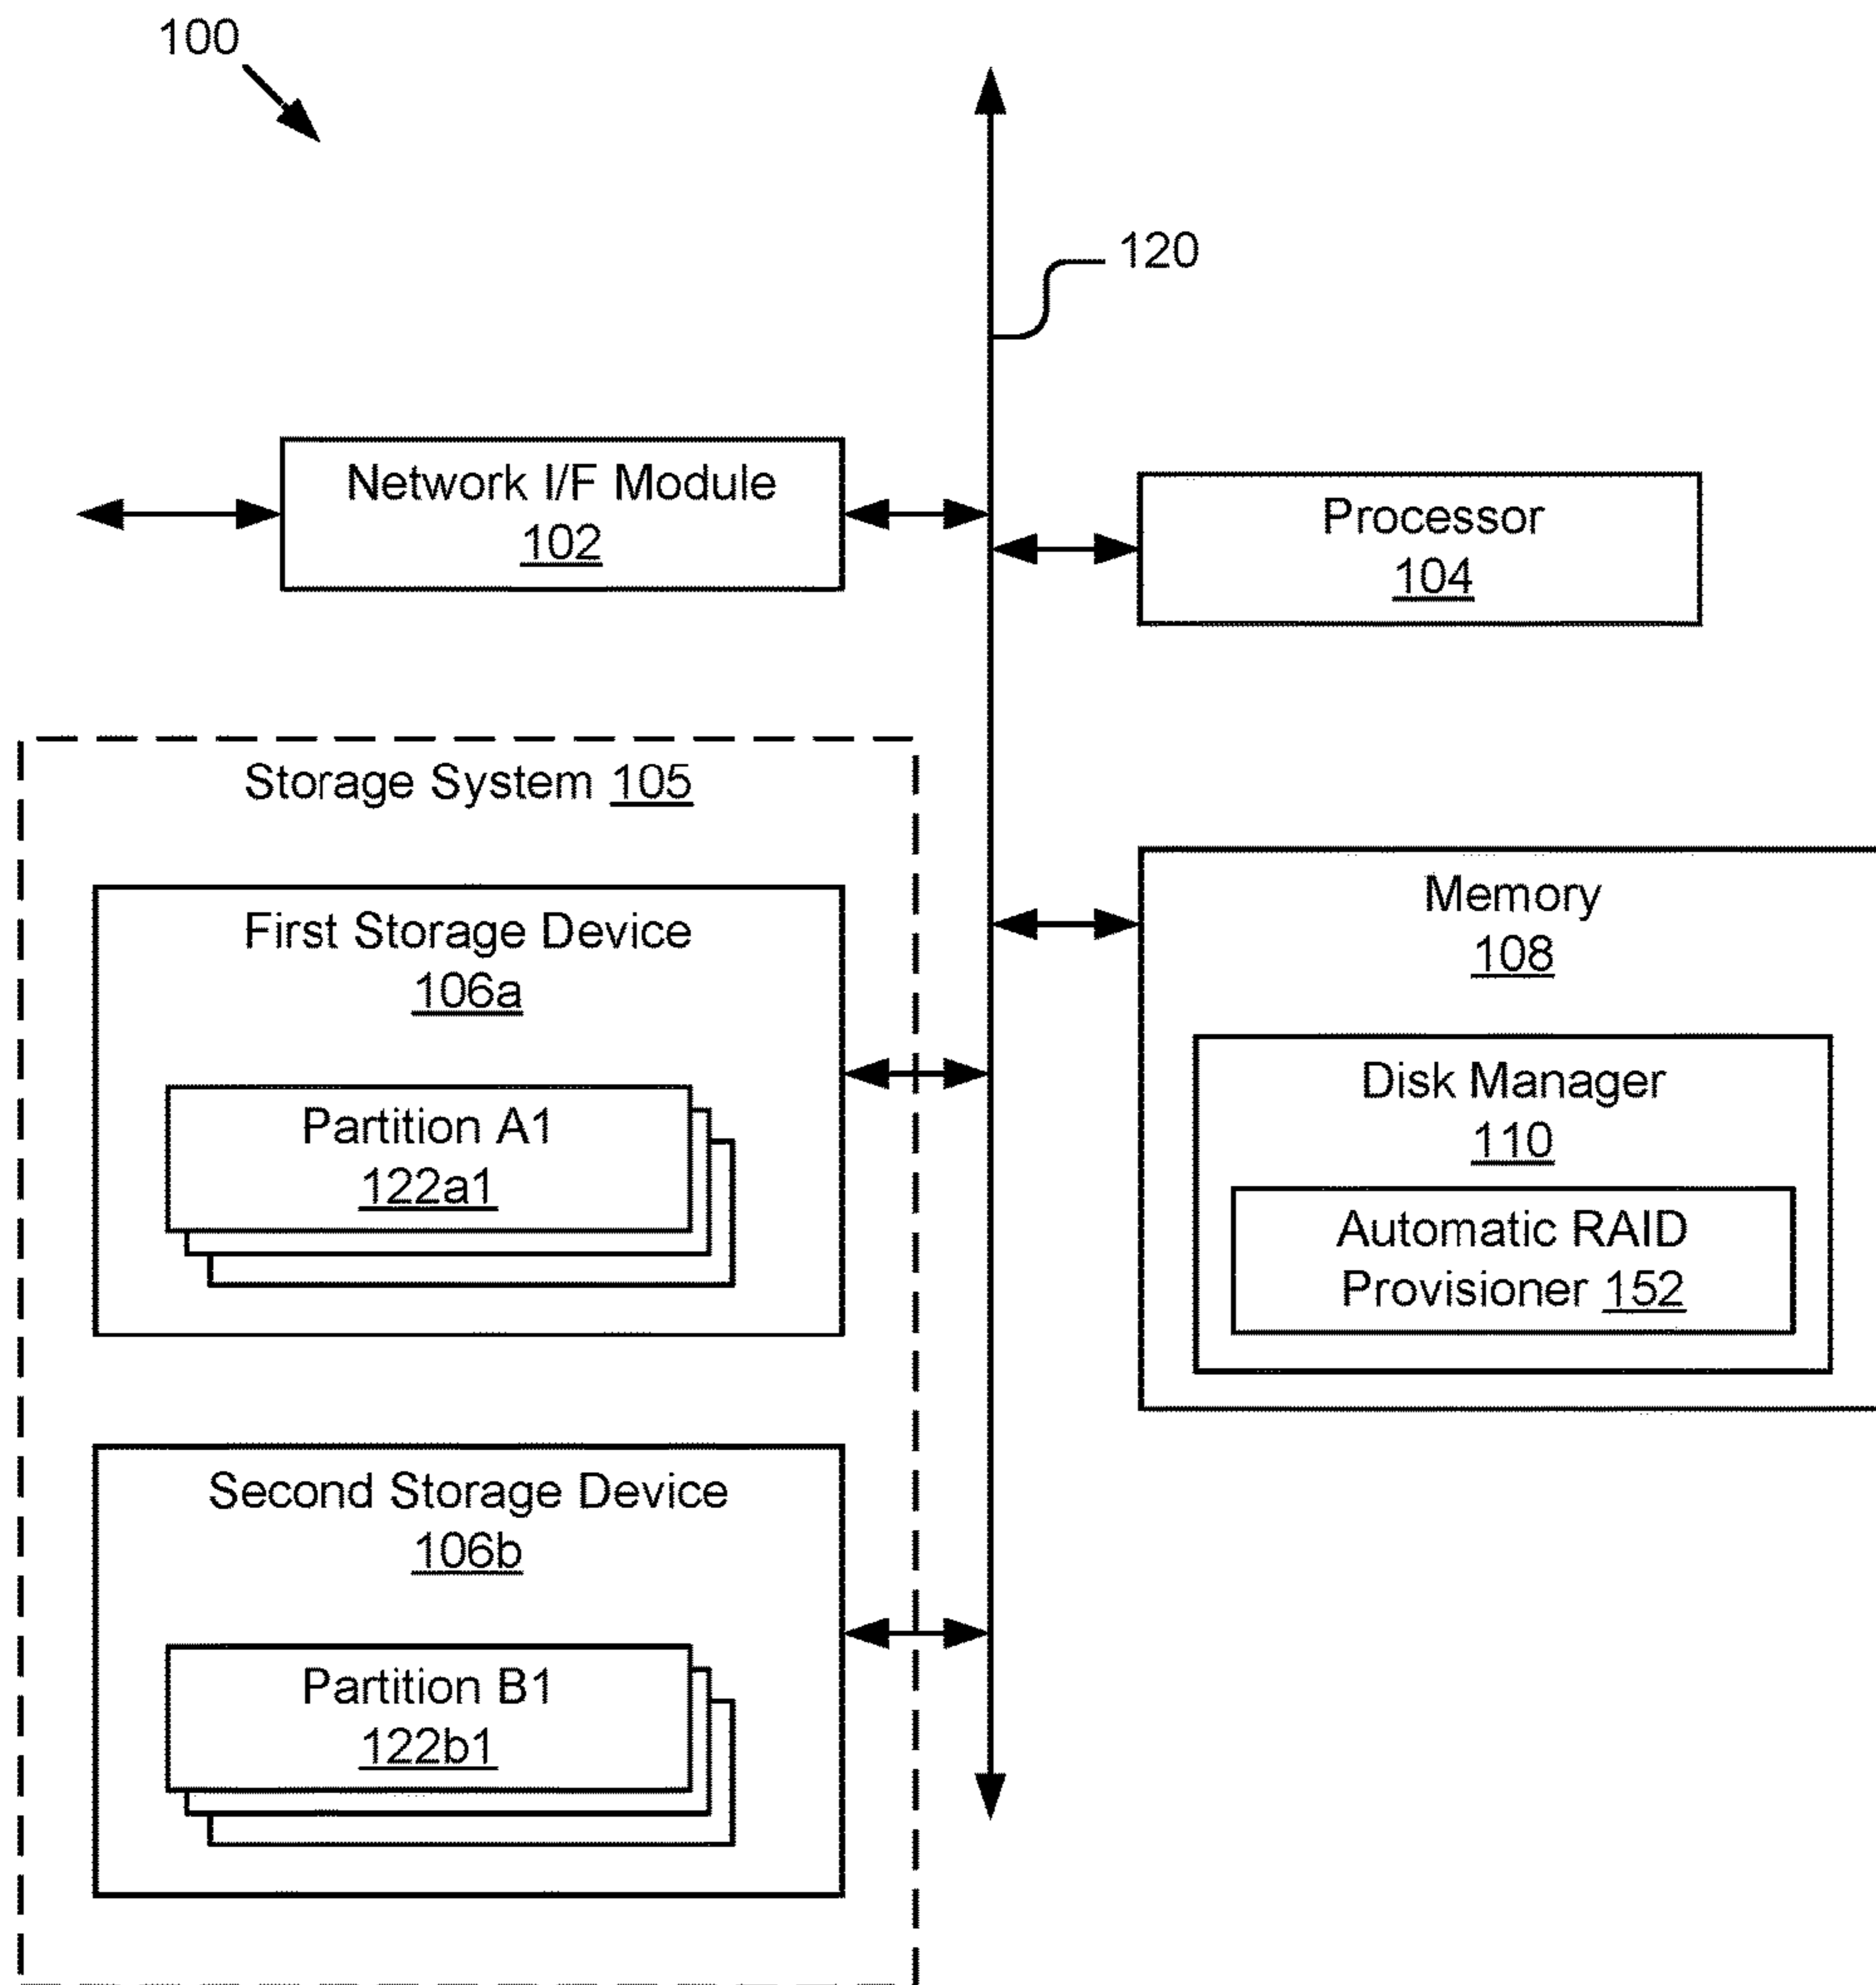 100
120
Network I/F Module
102
Processor
104
Storage System 105
First Storage Device
106a
Partition A1
122a1
Memory
108
Disk Manager
110
Automatic RAID
Provisioner 152
Second Storage Device
106b
Partition B1
122b1